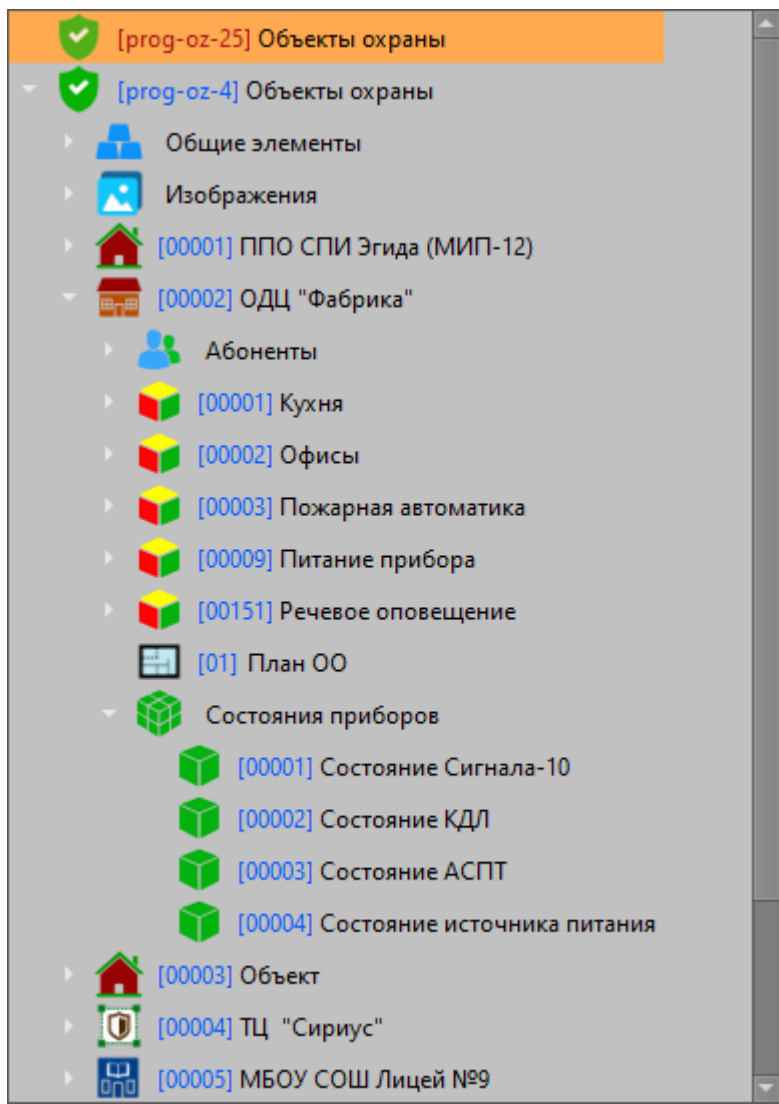 [prog-oz-25] Объекты охраны
[prog-oz-4] Объекты охраны
Общие элементы
Изображения
[00001] ППО СПИ Эгида (МИП-12)
[00002] ОДЦ "Фабрика"
Абоненты
[00001] Кухня
[00002] Офисы
[00003] Пожарная автоматика
[00009] Питание прибора
[00151] Речевое оповещение
[01] План ОО
Состояния приборов
[00001] Состояние Сигнала-10
[00002] Состояние КДЛ
[00003] Состояние АСПТ
[00004] Состояние источника питания
[00003] Объект
[00004] ТЦ  "Сириус"
[00005] МБОУ СОШ Лицей №9